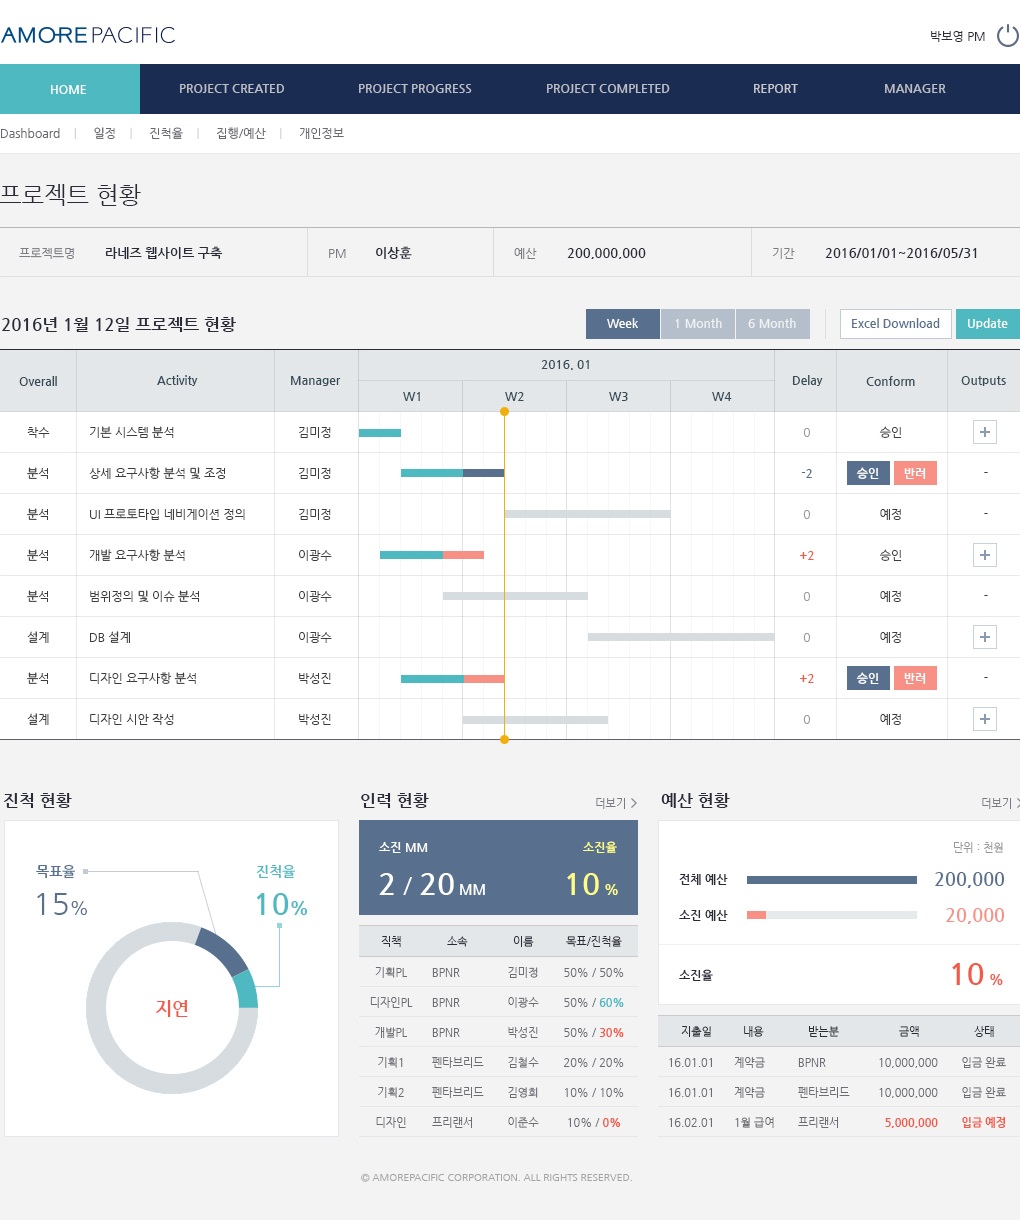 AMOREPACIFIC
박보영 PM
HOME PROJECT CREATED PROJECT PROGRESS PROJECT COMPLETED REPORT MANAGER
Dashboard | 일정 | 진척율 | 집행/예산 | 개인정보
프로젝트 현황
프로젝트명 라네즈 웹사이트 구축 PM 이상훈 예산 200,000,000 기간 2016/01/01~2016/05/31
2016년 1월 12일 프로젝트 현황 Week 1 Month 6 Month Excel Download Update
Overall Activity Manager 2016. 01 Delay Conform Outputs
W1 W2 W3 W4
착수 기본 시스템 분석 김미정 0 승인 +
분석 상세 요구사항 분석 및 조정 김미정 -2 승인 반려 -
분석 UI 프로토타입 네비게이션 정의 김미정 0 예정 -
분석 개발 요구사항 분석 이광수 +2 승인 +
분석 범위정의 및 이슈 분석 이광수 0 예정 -
설계 DB 설계 이광수 0 예정 +
분석 디자인 요구사항 분석 박성진 +2 승인 반려 -
설계 디자인 시안 작성 박성진 0 예정 +
진척 현황
목표율 진척율
15% 10%
지연
인력 현황 더보기 >
소진 MM 소진율
2 / 20 MM 10 %
직책 소속 이름 목표/진척율
기획PL BPNR 김미정 50% / 50%
디자인PL BPNR 이광수 50% / 60%
개발PL BPNR 박성진 50% / 30%
기획1 펜타브리드 김철수 20% / 20%
기획2 펜타브리드 김영희 10% / 10%
디자인 프리랜서 이준수 10% / 0%
예산 현황 더보기 >
단위 : 천원
전체 예산 200,000
소진 예산 20,000
소진율 10 %
지출일 내용 받는분 금액 상태
16.01.01 계약금 BPNR 10,000,000 입금 완료
16.01.01 계약금 펜타브리드 10,000,000 입금 완료
16.02.01 1월 급여 프리랜서 5,000,000 입금 예정
© AMOREPACIFIC CORPORATION. ALL RIGHTS RESERVED.